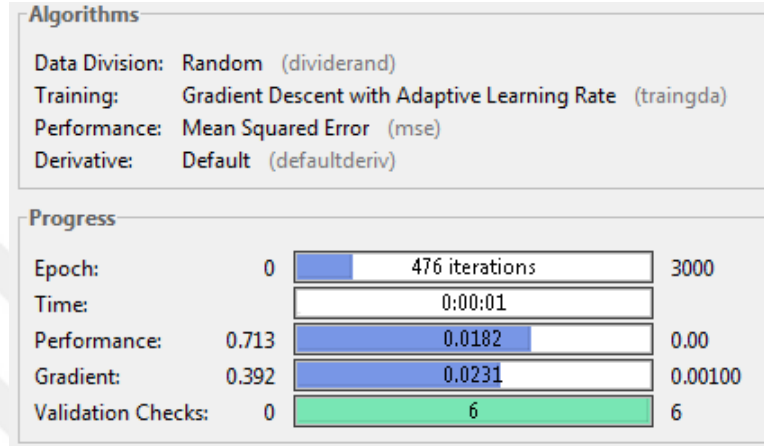 Algorithms
Data Division: Random (dividerand)
Training: Gradient Descent with Adaptive Learning Rate (traingda)
Performance: Mean Squared Error (mse)
Derivative: Default (defaultderiv)
Progress
Epoch: 0 476 iterations 3000
Time: 0:00:01
Performance: 0.713 0.0182 0.00
Gradient: 0.392 0.0231 0.00100
Validation Checks: 0 6 6